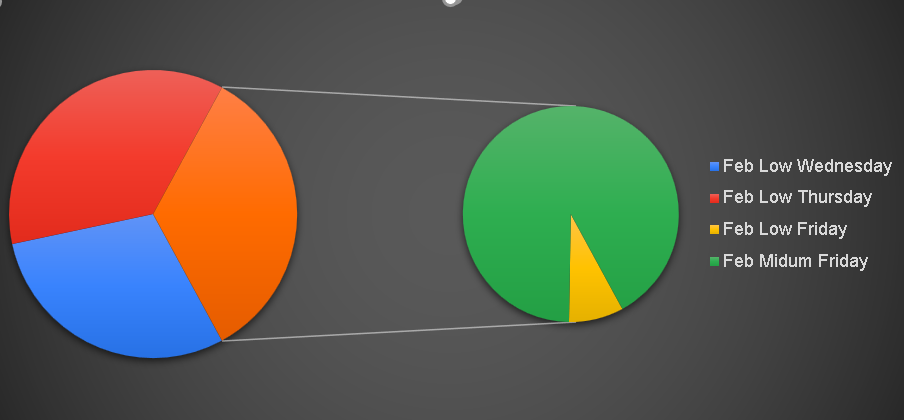 Feb Low Wednesday
Feb Low Thursday
Feb Low Friday
Feb Midum Friday